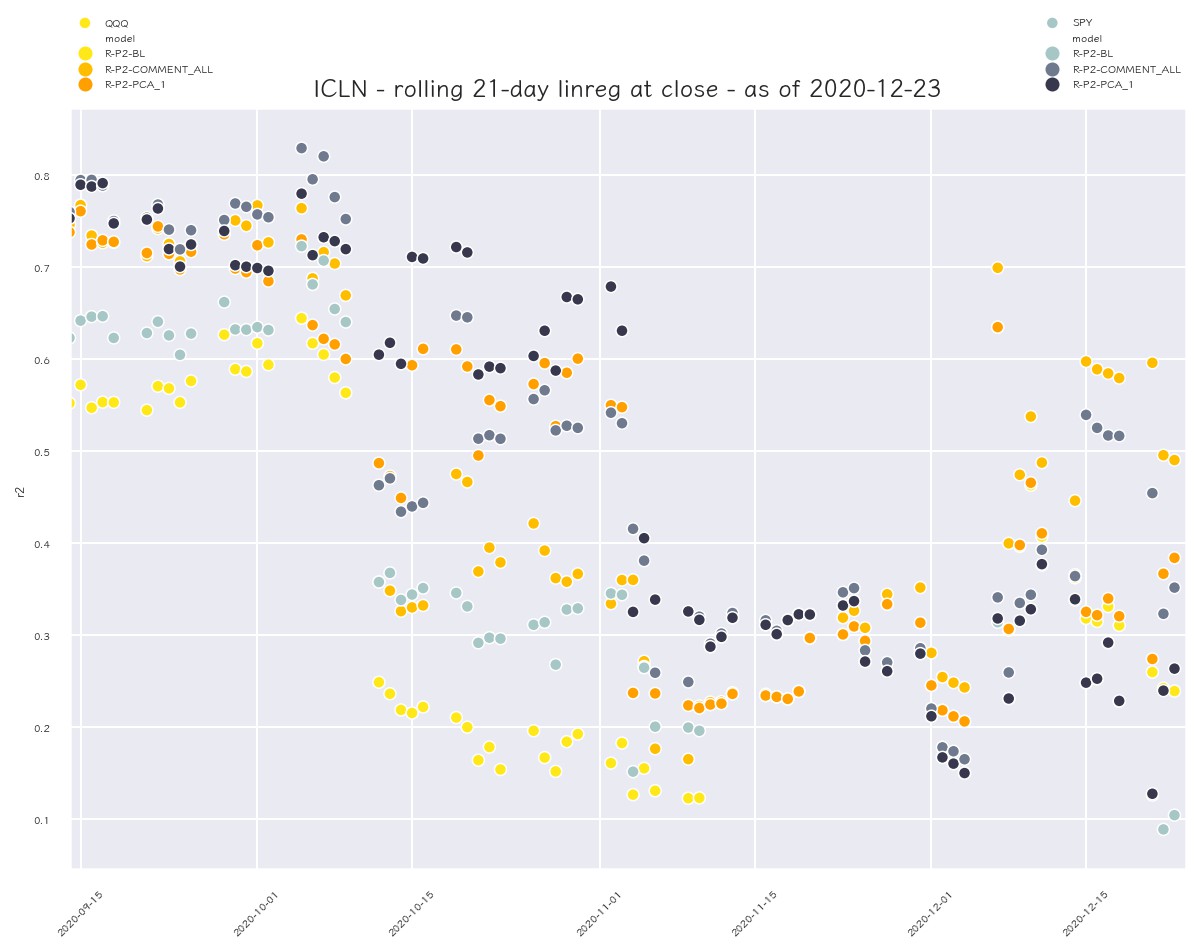 QQQ
model
R-P2-BL
R-P2-COMMENT_ALL
R-P2-PCA_1
SPY
model
R-P2-BL
R-P2-COMMENT_ALL
R-P2-PCA_1
ICLN - rolling 21-day linreg at close - as of 2020-12-23
r2
0.8
0.7
0.6
0.5
0.4
0.3
0.2
0.1
2020-09-15
2020-10-01
2020-10-15
2020-11-01
2020-11-15
2020-12-01
2020-12-15